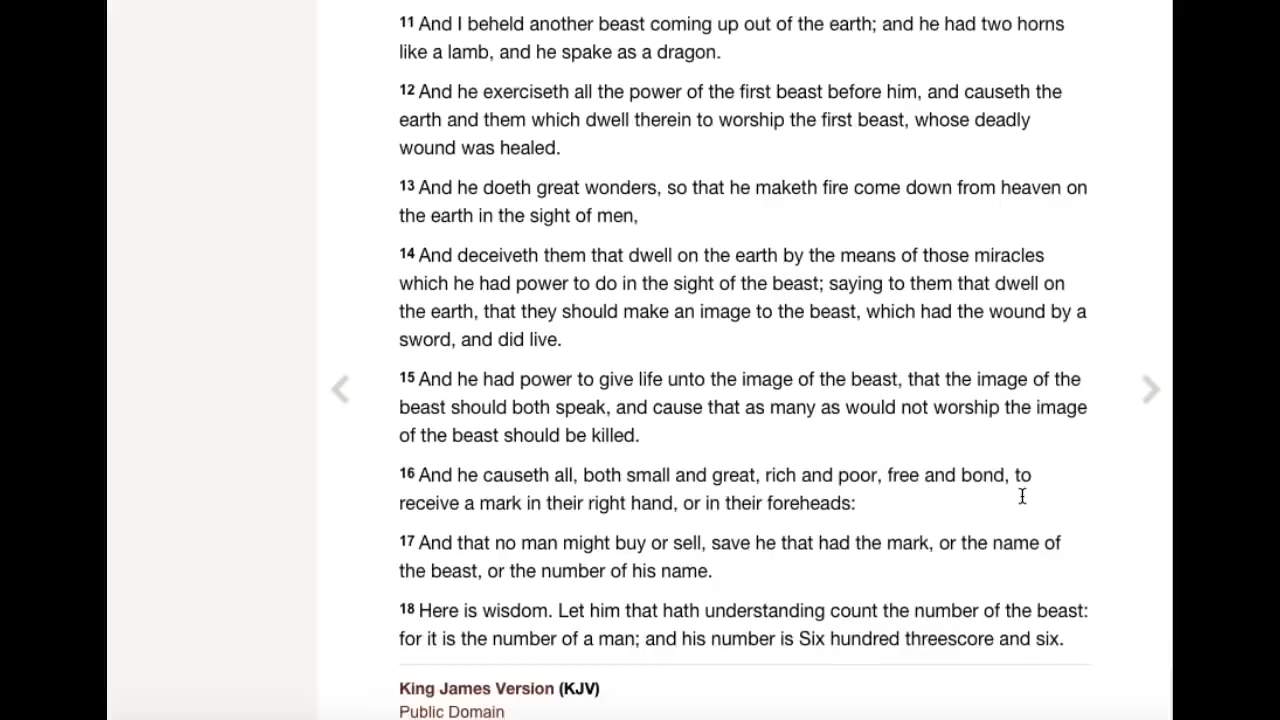 11 And I beheld another beast coming up out of the earth; and he had two horns
like a lamb, and he spake as a dragon.
12 And he exerciseth all the power of the first beast before him, and causeth the
earth and them which dwell therein to worship the first beast, whose deadly
wound was healed.
13 And he doeth great wonders, so that he maketh fire come down from heaven on
the earth in the sight of men,
14 And deceiveth them that dwell on the earth by the means of those miracles
which he had power to do in the sight of the beast; saying to them that dwell on
the earth, that they should make an image to the beast, which had the wound by a
sword, and did live.
15 And he had power to give life unto the image of the beast, that the image of the
beast should both speak, and cause that as many as would not worship the image
of the beast should be killed.
16 And he causeth all, both small and great, rich and poor, free and bond, to
receive a mark in their right hand, or in their foreheads:
17 And that no man might buy or sell, save he that had the mark, or the name of
the beast, or the number of his name.
18 Here is wisdom. Let him that hath understanding count the number of the beast:
for it is the number of a man; and his number is Six hundred threescore and six.
King James Version (KJV)
Public Domain